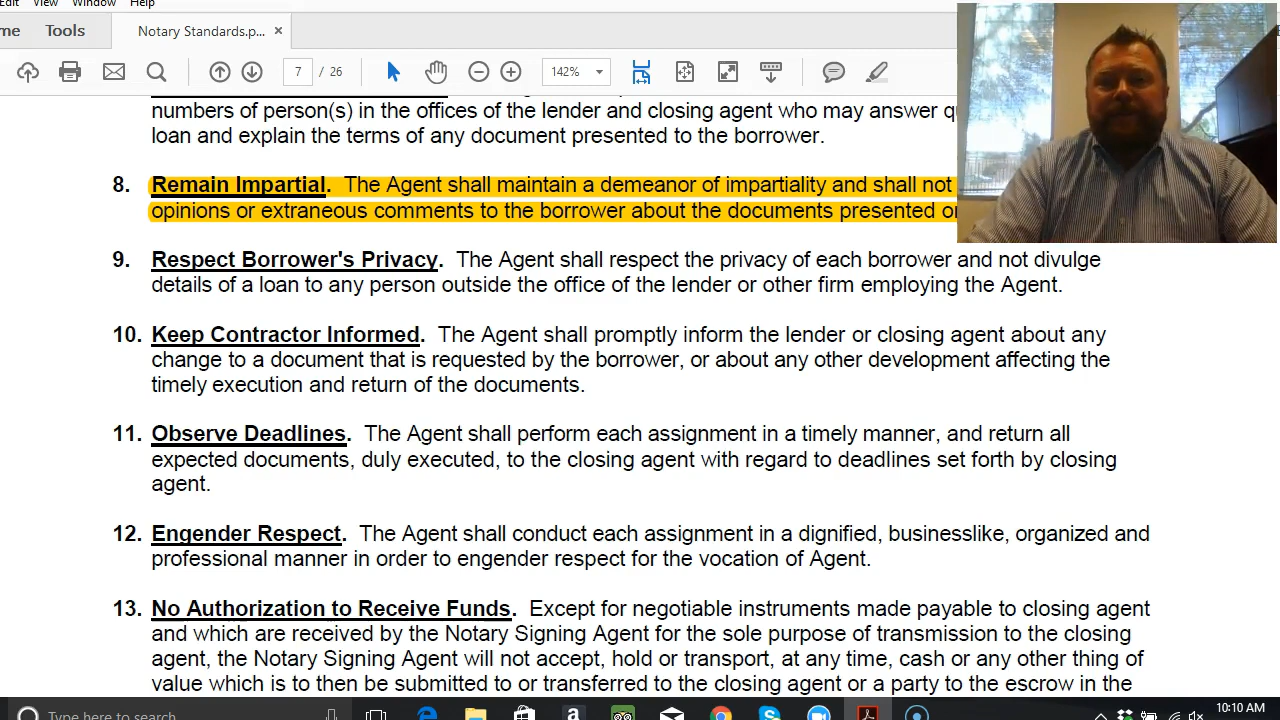 Edit View Window Help
me Tools Notary Standards.p... ×
7 / 26 142%
numbers of person(s) in the offices of the lender and closing agent who may answer
loan and explain the terms of any document presented to the borrower.
8. Remain Impartial. The Agent shall maintain a demeanor of impartiality and shall not
opinions or extraneous comments to the borrower about the documents presented
9. Respect Borrower's Privacy. The Agent shall respect the privacy of each borrower and not divulge
details of a loan to any person outside the office of the lender or other firm employing the Agent.
10. Keep Contractor Informed. The Agent shall promptly inform the lender or closing agent about any
change to a document that is requested by the borrower, or about any other development affecting the
timely execution and return of the documents.
11. Observe Deadlines. The Agent shall perform each assignment in a timely manner, and return all
expected documents, duly executed, to the closing agent with regard to deadlines set forth by closing
agent.
12. Engender Respect. The Agent shall conduct each assignment in a dignified, businesslike, organized and
professional manner in order to engender respect for the vocation of Agent.
13. No Authorization to Receive Funds. Except for negotiable instruments made payable to closing agent
and which are received by the Notary Signing Agent for the sole purpose of transmission to the closing
agent, the Notary Signing Agent will not accept, hold or transport, at any time, cash or any other thing of
value which is to then be submitted to or transferred to the closing agent or a party to the escrow in the
Type here to search
10:10 AM